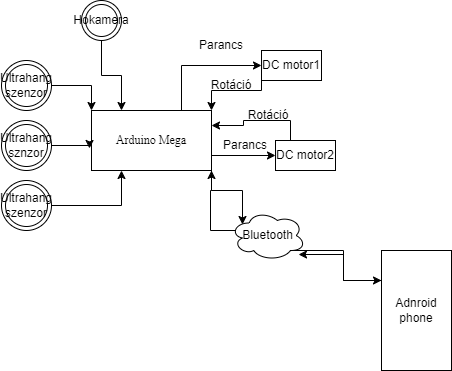 Hokamera
Parancs
DC motor1
Ultrahang
szenzor
Rotáció
Rotáció
Ultrahang
sznzor
Arduino Mega
Parancs
DC motor2
Ultrahang
szenzor
Bluetooth
Adnroid
phone